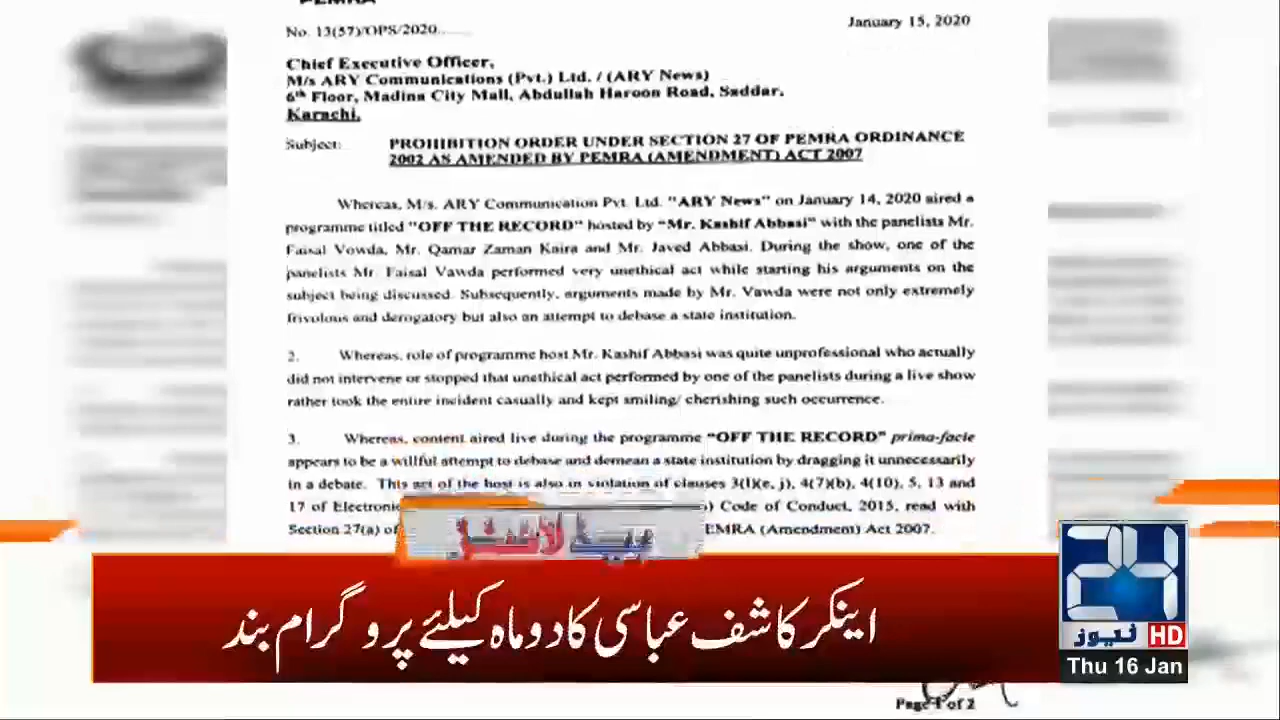 PEMRA
No. 13(57)/OPS/2020
January 15, 2020
Chief Executive Officer,
M/s ARY Communications (Pvt.) Ltd. / (ARY News)
6th Floor, Madina City Mall, Abdullah Haroon Road, Saddar.
Karachi.
Subject: PROHIBITION ORDER UNDER SECTION 27 OF PEMRA ORDINANCE
2002 AS AMENDED BY PEMRA (AMENDMENT) ACT 2007
Whereas, M/s. ARY Communication Pvt. Ltd. "ARY News" on January 14, 2020 aired a
programme titled "OFF THE RECORD" hosted by "Mr. Kashif Abbasi" with the panelists Mr.
Faisal Vowda, Mr. Qamar Zaman Kaira and Mr. Javed Abbasi. During the show, one of the
panelists Mr. Faisal Vawda performed very unethical act while starting his arguments on the
subject being discussed. Subsequently, arguments made by Mr. Vawda were not only extremely
frivolous and derogatory but also an attempt to debase a state institution.
2. Whereas, role of programme host Mr. Kashif Abbasi was quite unprofessional who actually
did not intervene or stopped that unethical act performed by one of the panelists during a live show
rather took the entire incident casually and kept smiling/ cherishing such occurrence.
3. Whereas, content aired live during the programme "OFF THE RECORD" prima-facie
appears to be a willful attempt to debase and demean a state institution by dragging it unnecessarily
in a debate. This act of the host is also in violation of clauses 3(1)(e, j), 4(7)(b), 4(10), 5, 13 and
17 of Electronic ) Code of Conduct, 2015, read with
Section 27(a) of EMRA (Amendment) Act 2007.
ہیڈ لائنز
اینکر کاشف عباسی کا دو ماہ کیلئے پروگرام بند
24
نیوز HD
Thu 16 Jan
Page 1 of 2